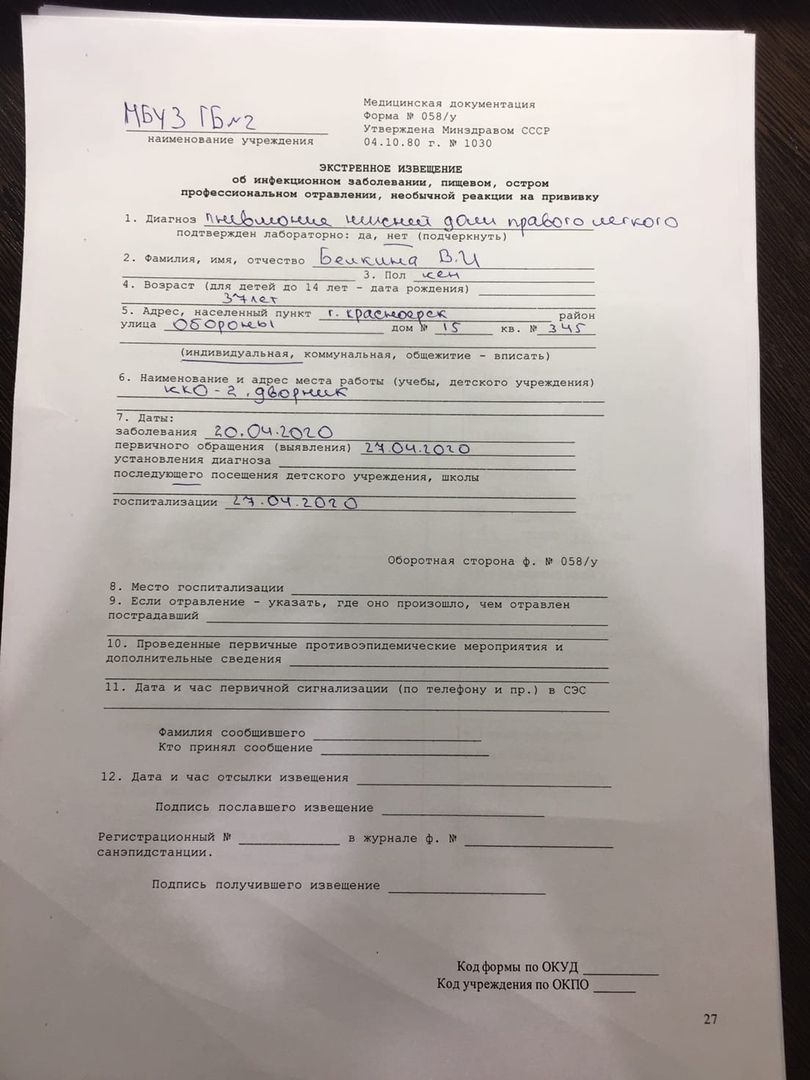 МБУЗ ГБ№2
наименование учреждения
Медицинская документация
Форма № 058/у
Утверждена Минздравом СССР
04.10.80 г. № 1030
ЭКСТРЕННОЕ ИЗВЕЩЕНИЕ
об инфекционном заболевании, пищевом, остром
профессиональном отравлении, необычной реакции на прививку
1. Диагноз пневмония нижней доли правого легкого
подтвержден лабораторно: да, нет (подчеркнуть)
2. Фамилия, имя, отчество Белкина В.И
3. Пол жен
4. Возраст (для детей до 14 лет - дата рождения)
37 лет
5. Адрес, населенный пункт г. Красноярск район
улица Обороны дом № 15 кв. № 345
(индивидуальная, коммунальная, общежитие - вписать)
6. Наименование и адрес места работы (учебы, детского учреждения)
ККО-2, дворник
7. Даты:
заболевания 20.04.2020
первичного обращения (выявления) 27.04.2020
установления диагноза
последующего посещения детского учреждения, школы
госпитализации 27.04.2020
Оборотная сторона ф. № 058/у
8. Место госпитализации
9. Если отравление - указать, где оно произошло, чем отравлен
пострадавший
10. Проведенные первичные противоэпидемические мероприятия и
дополнительные сведения
11. Дата и час первичной сигнализации (по телефону и пр.) в СЭС
Фамилия сообщившего
Кто принял сообщение
12. Дата и час отсылки извещения
Подпись пославшего извещение
Регистрационный № в журнале ф. №
санэпидстанции.
Подпись получившего извещение
Код формы по ОКУД
Код учреждения по ОКПО
27